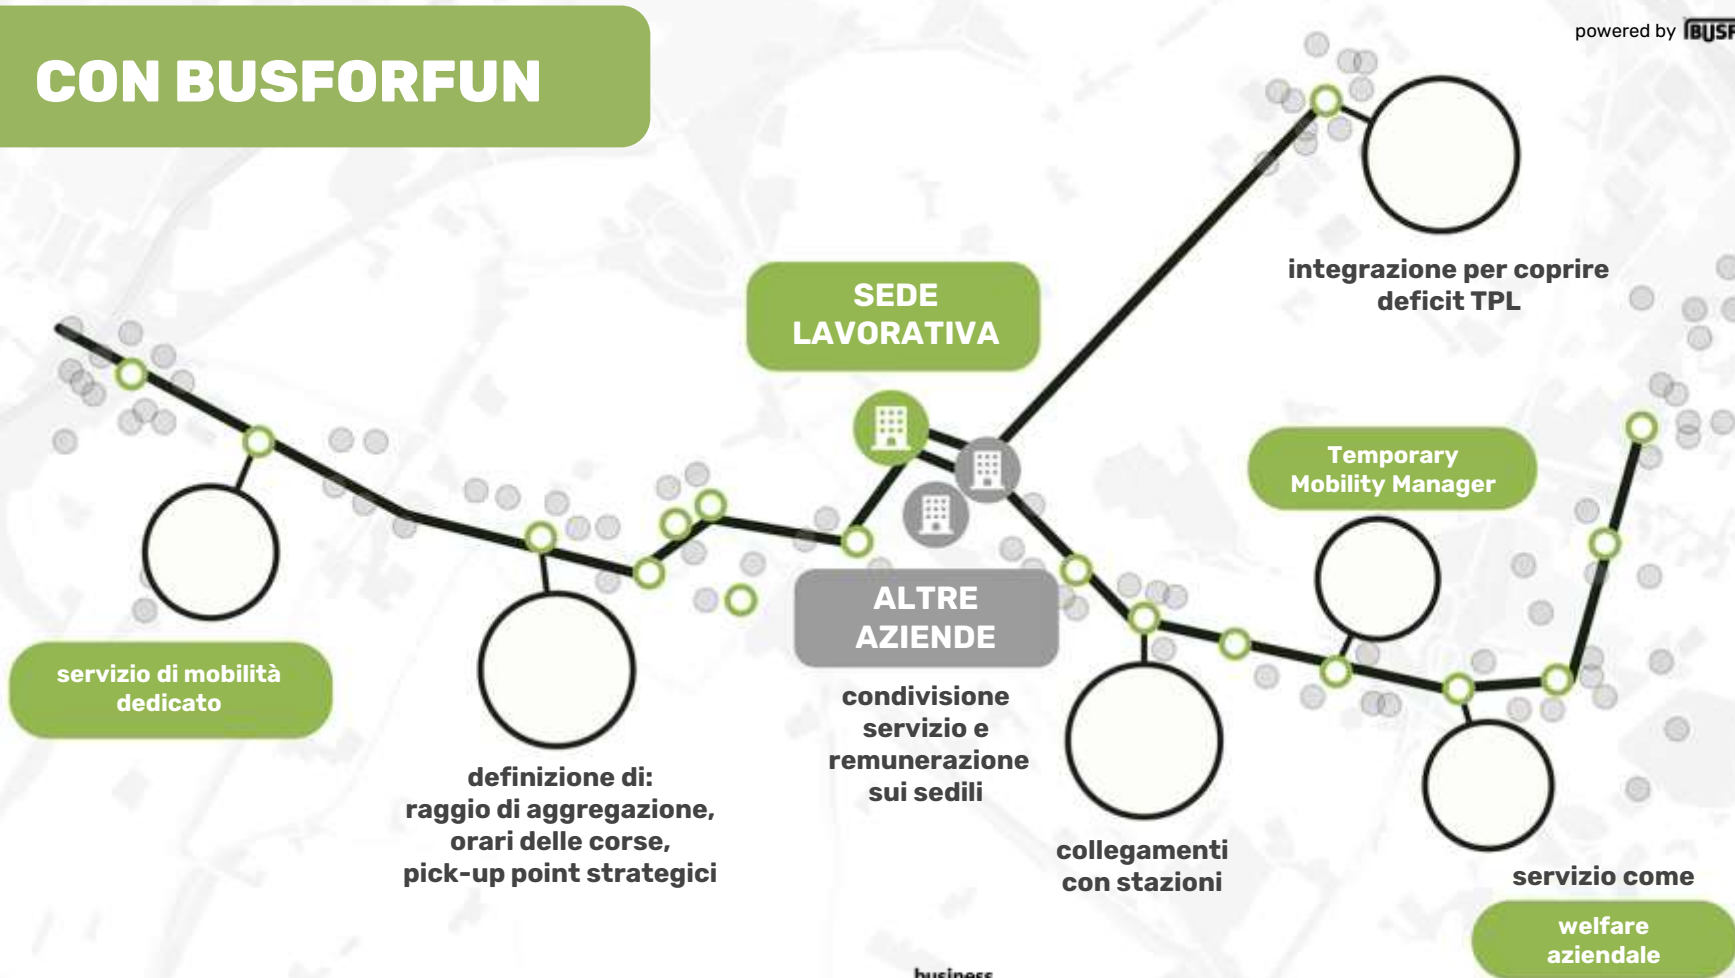 CON BUSFORFUN
powered by
integrazione per coprire
deficit TPL
SEDE
LAVORATIVA
Temporary
Mobility Manager
ALTRE
AZIENDE
servizio di mobilità
dedicato
condivisione
servizio e
remunerazione
sui sedili
definizione di:
raggio di aggregazione,
orari delle corse,
pick-up point strategici
collegamenti
con stazioni
servizio come
welfare
aziendale
business